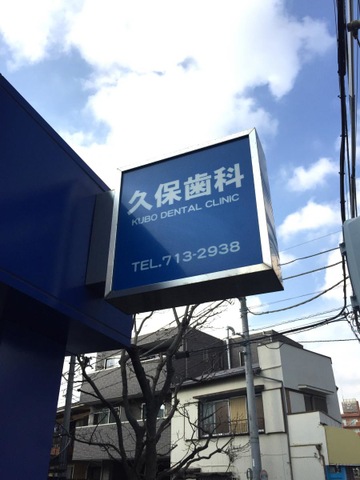 久保歯科
KUBO DENTAL CLINIC
TEL.713-2938